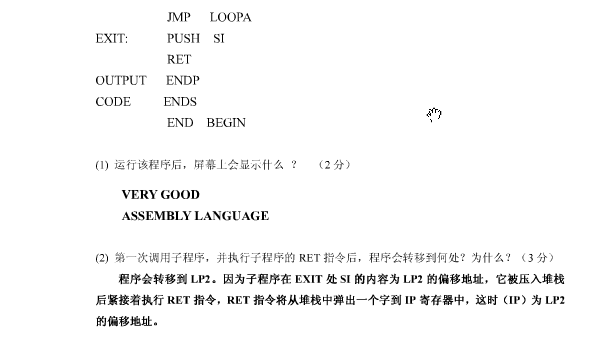 JMP LOOPA
EXIT: PUSH SI
RET
OUTPUT ENDP
CODE ENDS
END BEGIN
(1) 运行该程序后，屏幕上会显示什么 ？ （2 分）
VERY GOOD
ASSEMBLY LANGUAGE
(2) 第一次调用子程序，并执行子程序的 RET 指令后，程序会转移到何处？为什么？（3 分）
程序会转移到 LP2。因为子程序在 EXIT 处 SI 的内容为 LP2 的偏移地址，它被压入堆栈
后紧接着执行 RET 指令，RET 指令将从堆栈中弹出一个字到 IP 寄存器中，这时（IP）为 LP2
的偏移地址。